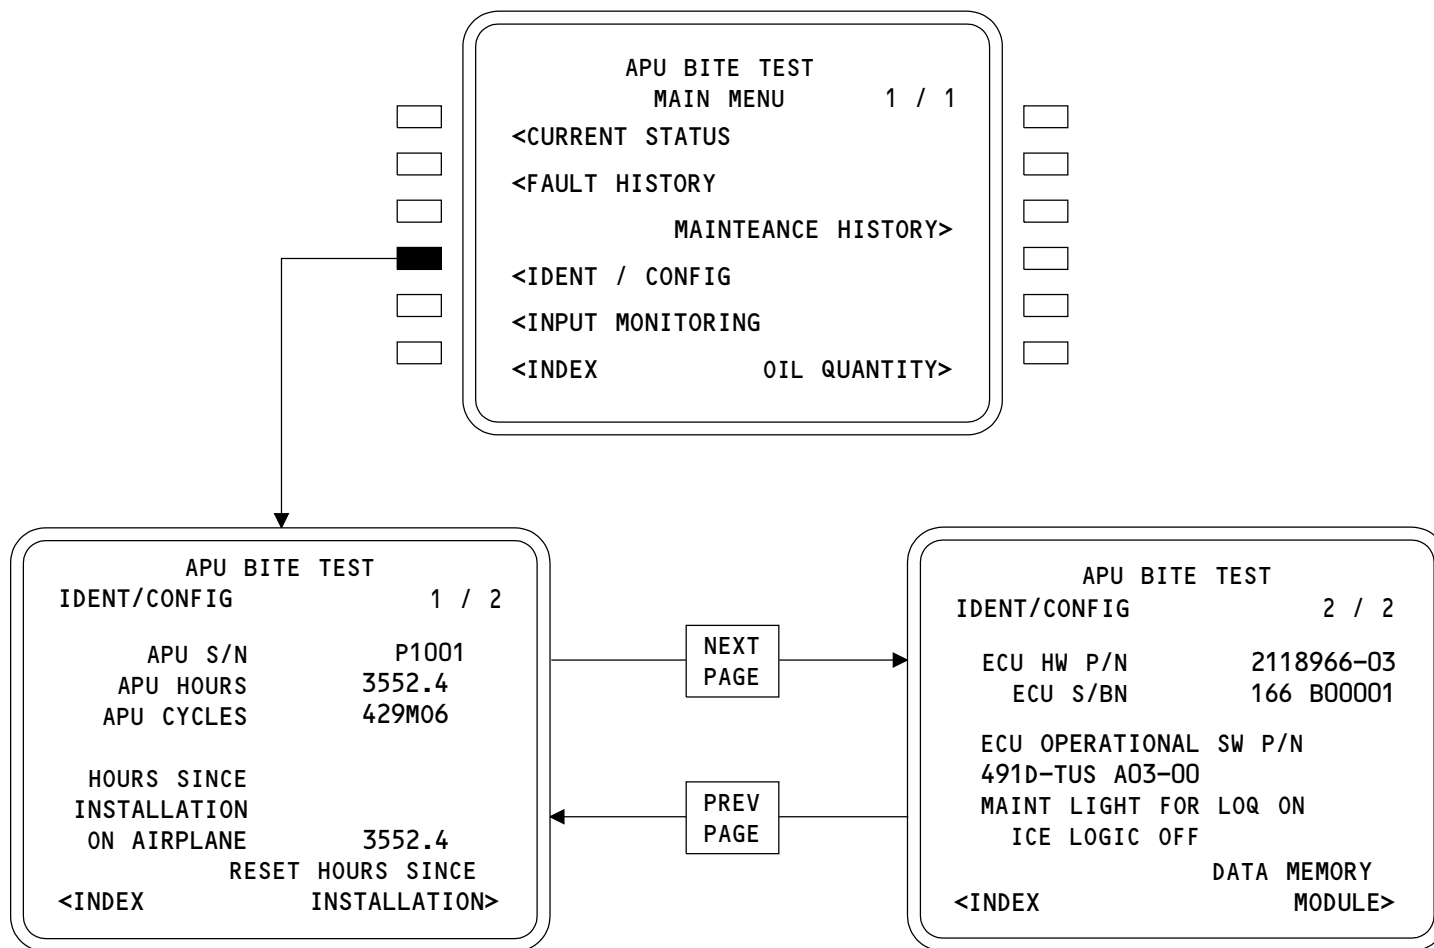 APU BITE TEST
MAIN MENU 1 / 1
<CURRENT STATUS
<FAULT HISTORY
MAINTEANCE HISTORY>
<IDENT / CONFIG
<INPUT MONITORING
<INDEX OIL QUANTITY>
APU BITE TEST
IDENT/CONFIG 1 / 2
APU S/N P1001
APU HOURS 3552.4
APU CYCLES 429M06
HOURS SINCE
INSTALLATION
ON AIRPLANE 3552.4
RESET HOURS SINCE
<INDEX INSTALLATION>
NEXT
PAGE
PREV
PAGE
APU BITE TEST
IDENT/CONFIG 2 / 2
ECU HW P/N 2118966-03
ECU S/BN 166 B00001
ECU OPERATIONAL SW P/N
491D-TUS A03-00
MAINT LIGHT FOR LOQ ON
ICE LOGIC OFF
DATA MEMORY
<INDEX MODULE>